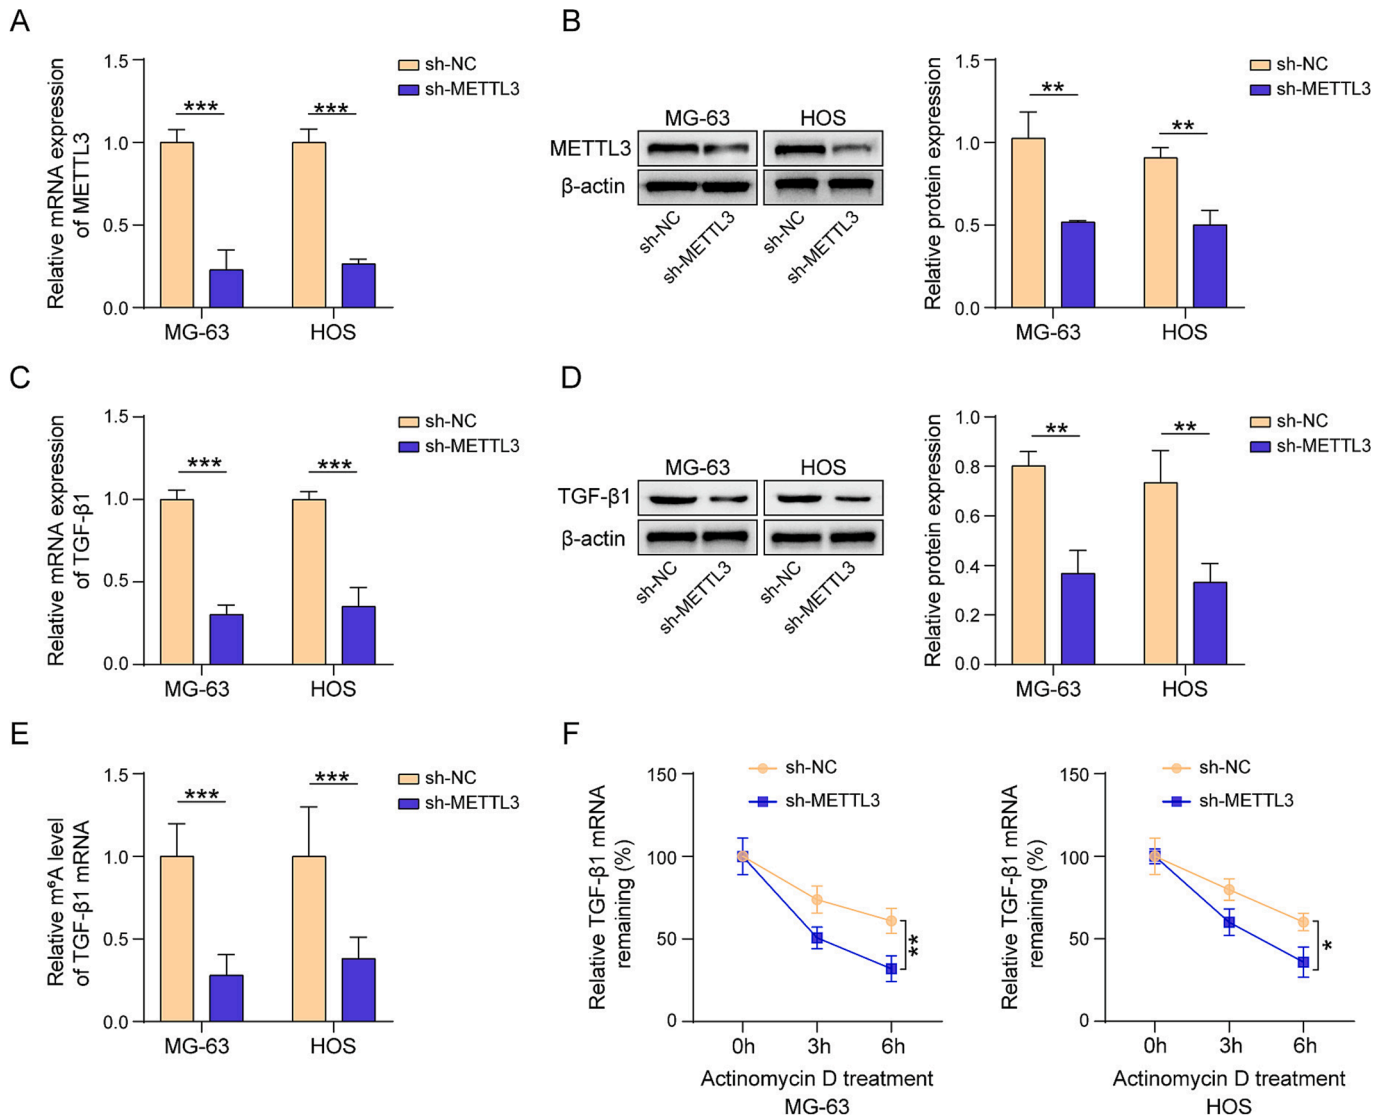 A
Relative mRNA expression
of METTL3
1.5
1.0
0.5
0.0
***
***
MG-63
HOS
sh-NC
sh-METTL3
B
MG-63
HOS
METTL3
β-actin
sh-NC
sh-METTL3
sh-NC
sh-METTL3
Relative protein expression
1.5
1.0
0.5
0.0
**
**
MG-63
HOS
sh-NC
sh-METTL3
C
Relative mRNA expression
of TGF-β1
1.5
1.0
0.5
0.0
***
***
MG-63
HOS
sh-NC
sh-METTL3
D
MG-63
HOS
TGF-β1
β-actin
sh-NC
sh-METTL3
sh-NC
sh-METTL3
Relative protein expression
1.0
0.8
0.6
0.4
0.2
0.0
**
**
MG-63
HOS
sh-NC
sh-METTL3
E
Relative m⁶A level
of TGF-β1 mRNA
1.5
1.0
0.5
0.0
***
***
MG-63
HOS
sh-NC
sh-METTL3
F
Relative TGF-β1 mRNA
remaining (%)
150
100
50
0
sh-NC
sh-METTL3
**
0h
3h
6h
Actinomycin D treatment
MG-63
Relative TGF-β1 mRNA
remaining (%)
150
100
50
0
sh-NC
sh-METTL3
*
0h
3h
6h
Actinomycin D treatment
HOS